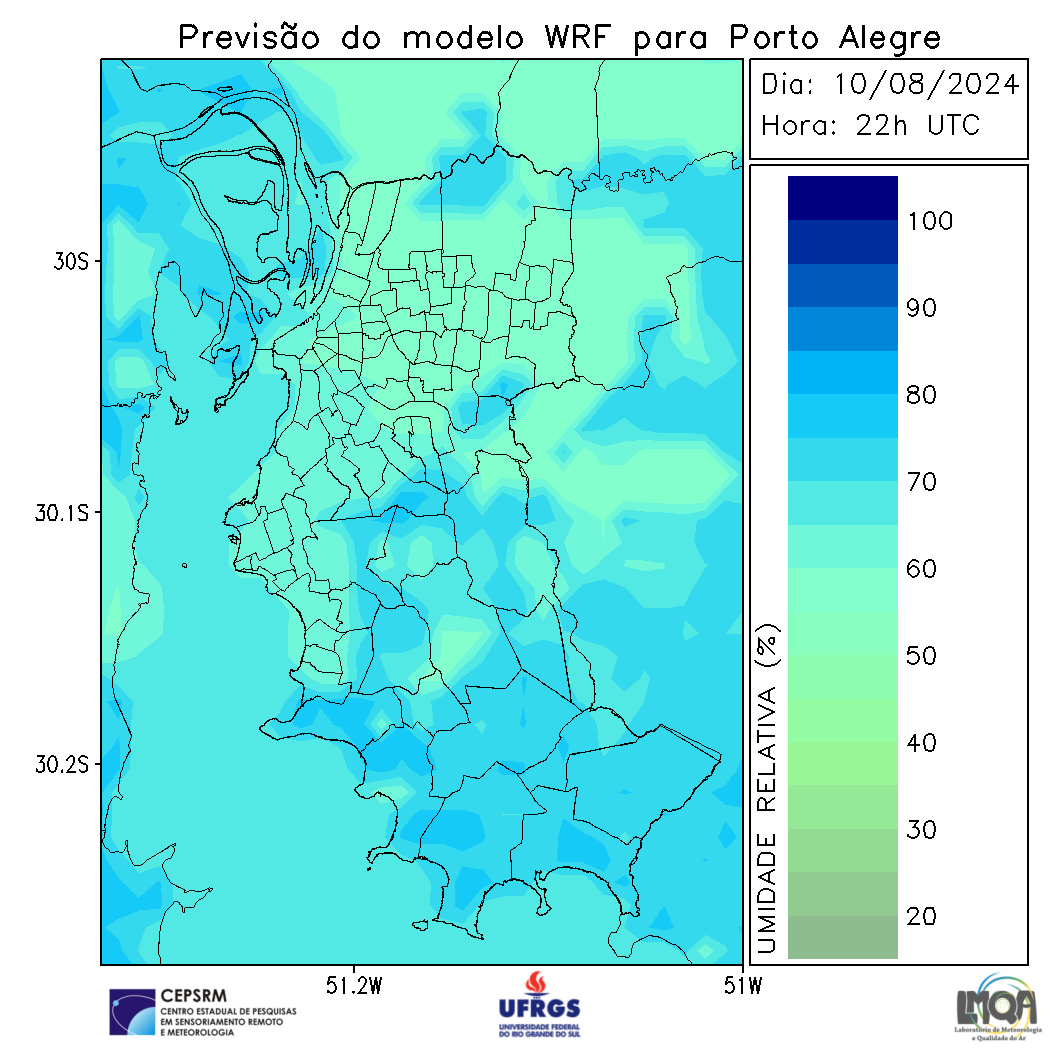 Previsão do modelo WRF para Porto Alegre
Dia: 10/08/2024
Hora: 22h UTC
100
90
80
70
60
50
40
30
20
UMIDADE RELATIVA (%)
30S
30.1S
30.2S
51.2W
51W
CEPSRM
CENTRO ESTADUAL DE PESQUISAS
EM SENSORIAMENTO REMOTO
E METEOROLOGIA
UFRGS
UNIVERSIDADE FEDERAL
DO RIO GRANDE DO SUL
LMQA
Laboratório de Meteorologia
e Qualidade do Ar